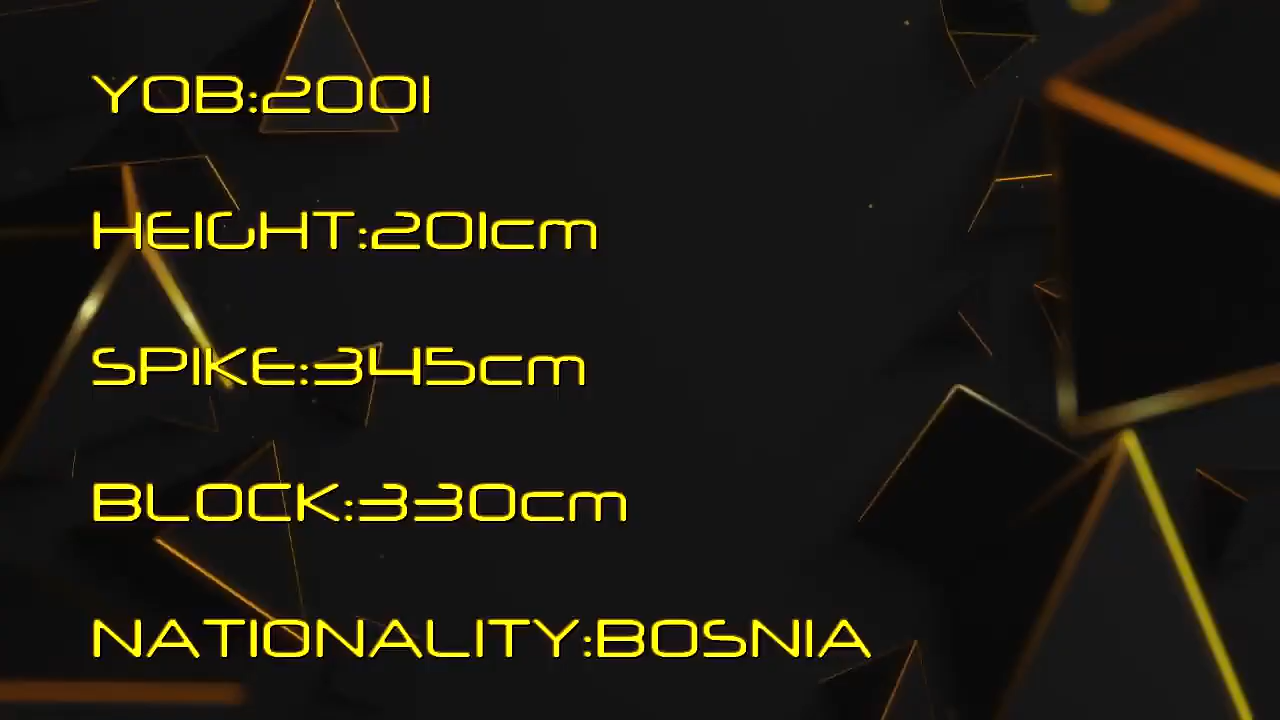 YOB:2001
HEIGHT:201cm
SPIKE:345cm
BLOCK:330cm
NATIONALITY:BOSNIA